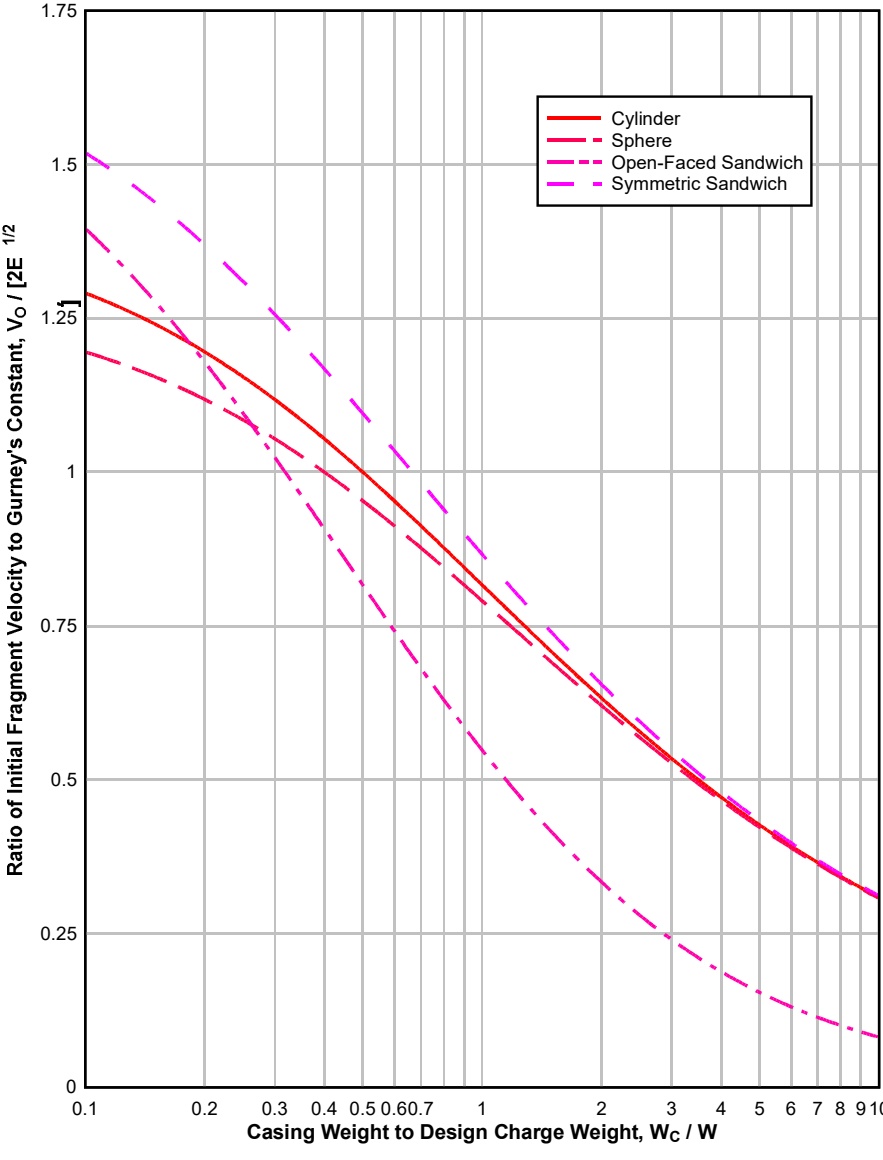 1.75
1.5
1.25
1
0.75
0.5
0.25
0
Ratio of Initial Fragment Velocity to Gurney's Constant, VO / [2E 1/2
]
Cylinder
Sphere
Open-Faced Sandwich
Symmetric Sandwich
0.1 0.2 0.3 0.4 0.5 0.6 0.7 1 2 3 4 5 6 7 8 9 10
Casing Weight to Design Charge Weight, WC / W